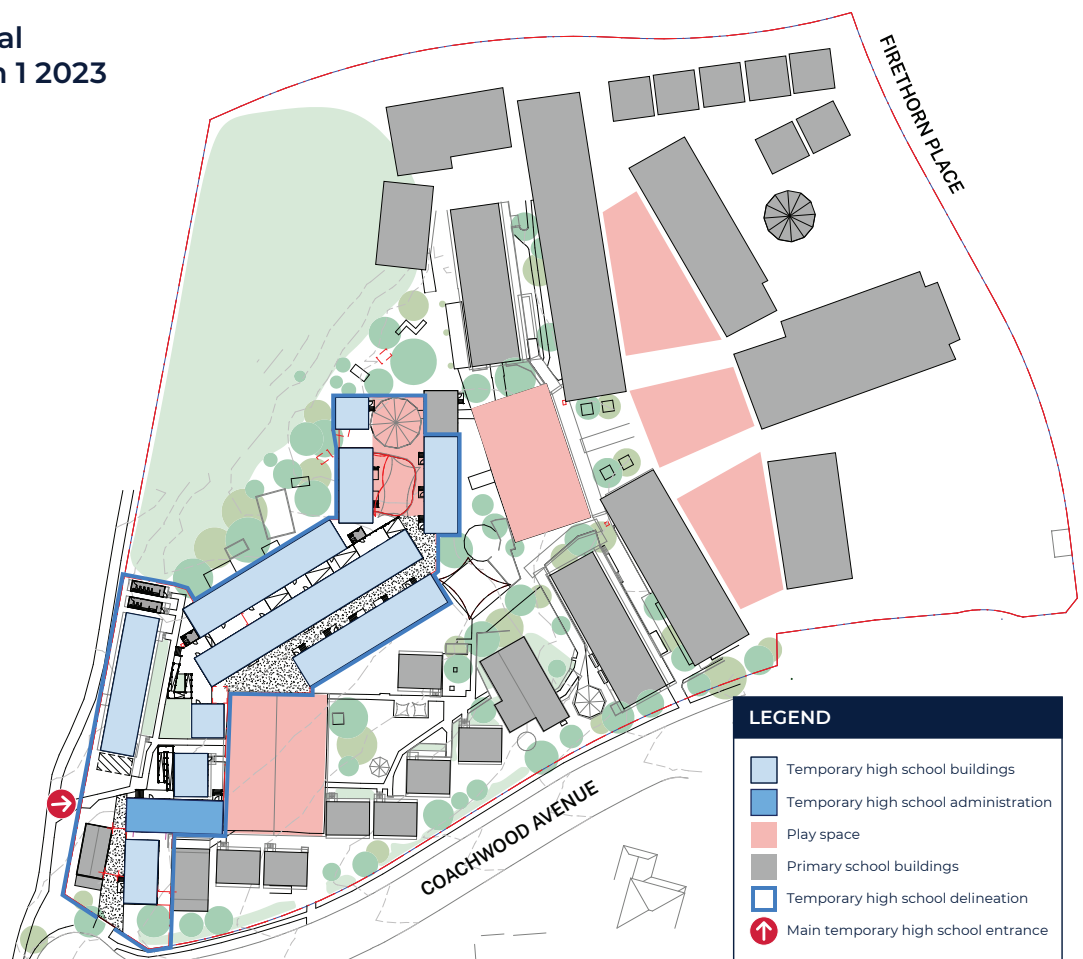 al
1 2023
FIRETHORN PLACE
COACHWOOD AVENUE
LEGEND
Temporary high school buildings
Temporary high school administration
Play space
Primary school buildings
Temporary high school delineation
Main temporary high school entrance